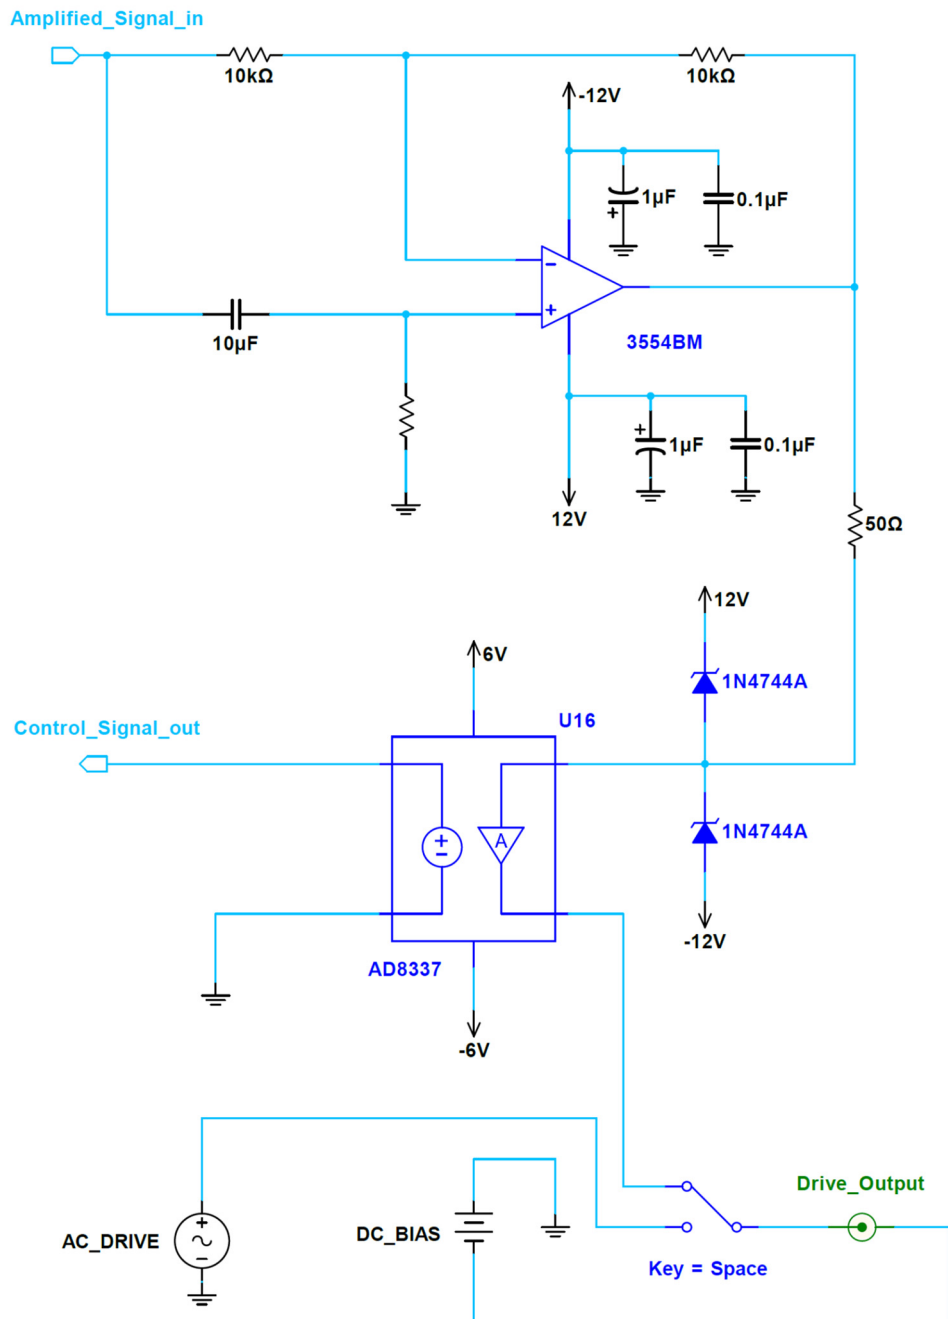 Amplified_Signal_in
10kΩ
10kΩ
-12V
1µF
0.1µF
+
−
+
10µF
3554BM
+
1µF
0.1µF
12V
50Ω
12V
6V
1N4744A
U16
Control_Signal_out
A
+
−
1N4744A
-12V
AD8337
-6V
Drive_Output
AC_DRIVE
+
−
DC_BIAS
Key = Space